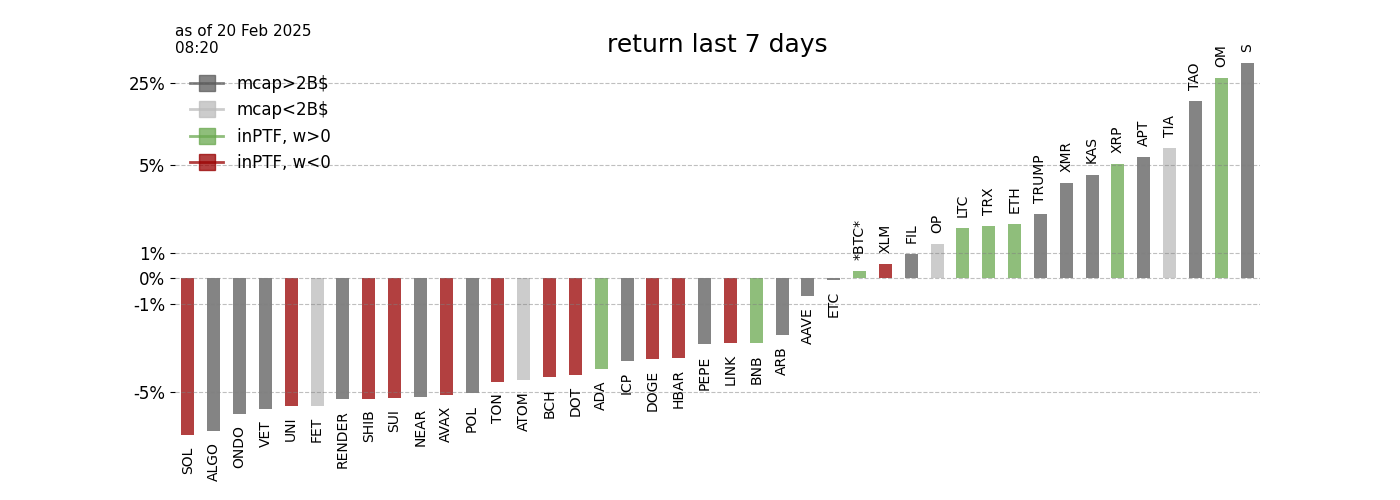 as of 20 Feb 2025
08:20
return last 7 days
mcap>2B$
mcap<2B$
inPTF, w>0
inPTF, w<0
25%
5%
1%
0%
-1%
-5%
SOL
ALGO
ONDO
VET
UNI
FET
RENDER
SHIB
SUI
NEAR
AVAX
POL
TON
ATOM
BCH
DOT
ADA
ICP
DOGE
HBAR
PEPE
LINK
BNB
ARB
AAVE
ETC
*BTC*
XLM
FIL
OP
LTC
TRX
ETH
TRUMP
XMR
KAS
XRP
APT
TIA
TAO
OM
S